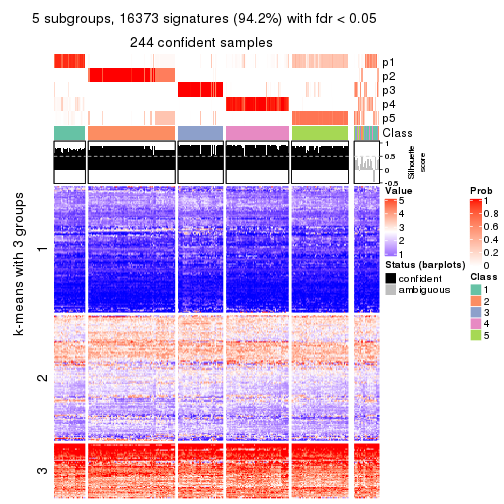 5 subgroups, 16373 signatures (94.2%) with fdr < 0.05
244 confident samples
p1
p2
p3
p4
p5
Class
1
0.5
0
-0.5
Silhouette
score
k-means with 3 groups
1
2
3
Value
5
4
3
2
1
Status (barplots)
confident
ambiguous
Prob
1
0.8
0.6
0.4
0.2
0
Class
1
2
3
4
5